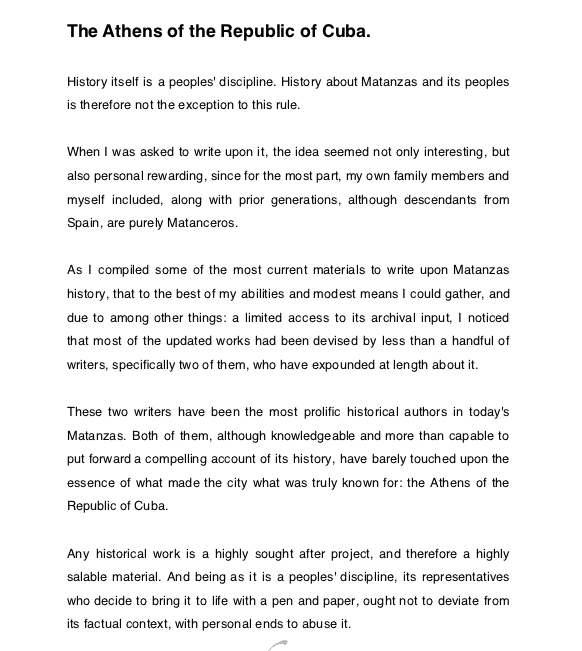 The Athens of the Republic of Cuba.
History itself is a peoples' discipline. History about Matanzas and its peoples
is therefore not the exception to this rule.
When I was asked to write upon it, the idea seemed not only interesting, but
also personal rewarding, since for the most part, my own family members and
myself included, along with prior generations, although descendants from
Spain, are purely Matanceros.
As I compiled some of the most current materials to write upon Matanzas
history, that to the best of my abilities and modest means I could gather, and
due to among other things: a limited access to its archival input, I noticed
that most of the updated works had been devised by less than a handful of
writers, specifically two of them, who have expounded at length about it.
These two writers have been the most prolific historical authors in today's
Matanzas. Both of them, although knowledgeable and more than capable to
put forward a compelling account of its history, have barely touched upon the
essence of what made the city what was truly known for: the Athens of the
Republic of Cuba.
Any historical work is a highly sought after project, and therefore a highly
salable material. And being as it is a peoples' discipline, its representatives
who decide to bring it to life with a pen and paper, ought not to deviate from
its factual context, with personal ends to abuse it.